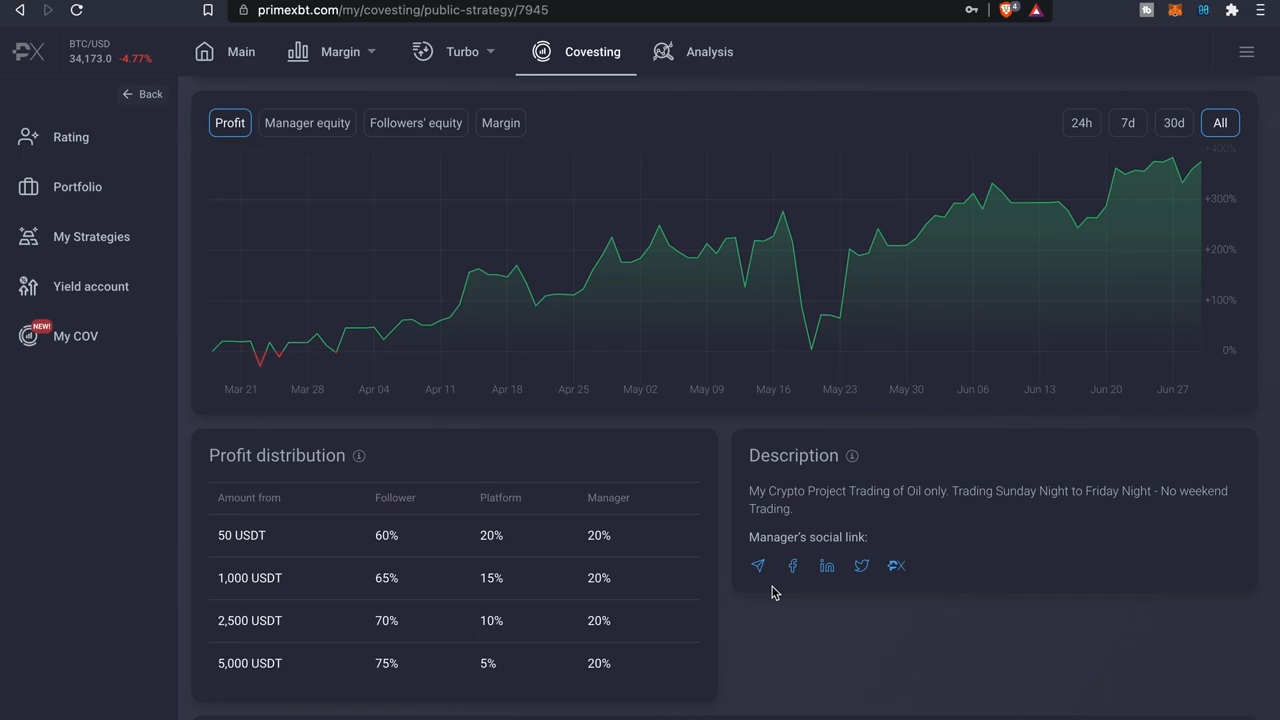 primexbt.com/my/covesting/public-strategy/7945
4
BTC/USD
34,173.0 -4.77%
Main
Margin
Turbo
Covesting
Analysis
Back
Rating
Portfolio
My Strategies
Yield account
NEW!
My COV
Profit
Manager equity
Followers' equity
Margin
24h
7d
30d
All
+400%
+300%
+200%
+100%
0%
Mar 21 Mar 28 Apr 04 Apr 11 Apr 18 Apr 25 May 02 May 09 May 16 May 23 May 30 Jun 06 Jun 13 Jun 20 Jun 27
Profit distribution
Amount from Follower Platform Manager
50 USDT 60% 20% 20%
1,000 USDT 65% 15% 20%
2,500 USDT 70% 10% 20%
5,000 USDT 75% 5% 20%
Description
My Crypto Project Trading of Oil only. Trading Sunday Night to Friday Night - No weekend
Trading.
Manager's social link: